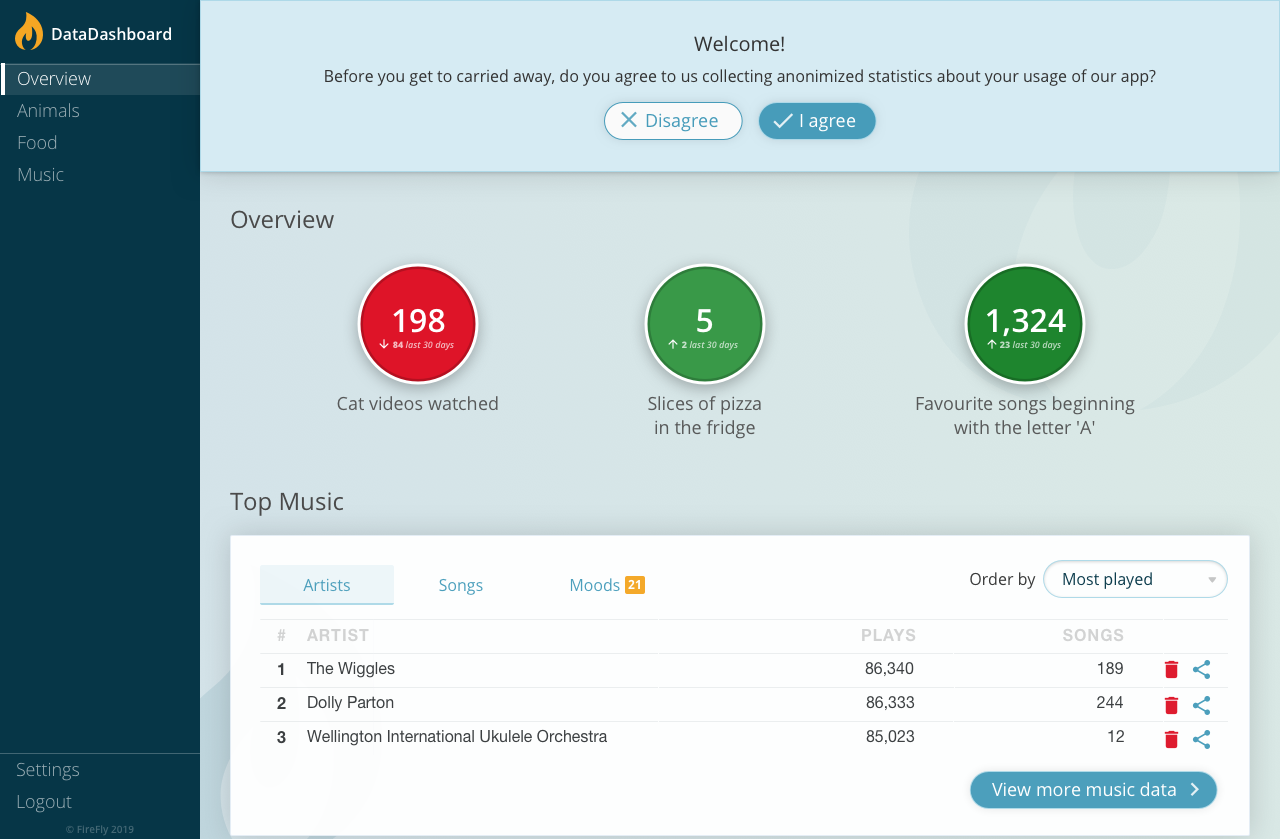 DataDashboard
Overview
Animals
Food
Music
Settings
Logout
© FireFly 2019
Welcome!
Before you get to carried away, do you agree to us collecting anonimized statistics about your usage of our app?
Disagree
I agree
Overview
198
84 last 30 days
Cat videos watched
5
2 last 30 days
Slices of pizza
in the fridge
1,324
23 last 30 days
Favourite songs beginning
with the letter 'A'
Top Music
Artists Songs Moods 21 Order by Most played
# ARTIST PLAYS SONGS
1 The Wiggles 86,340 189
2 Dolly Parton 86,333 244
3 Wellington International Ukulele Orchestra 85,023 12
View more music data